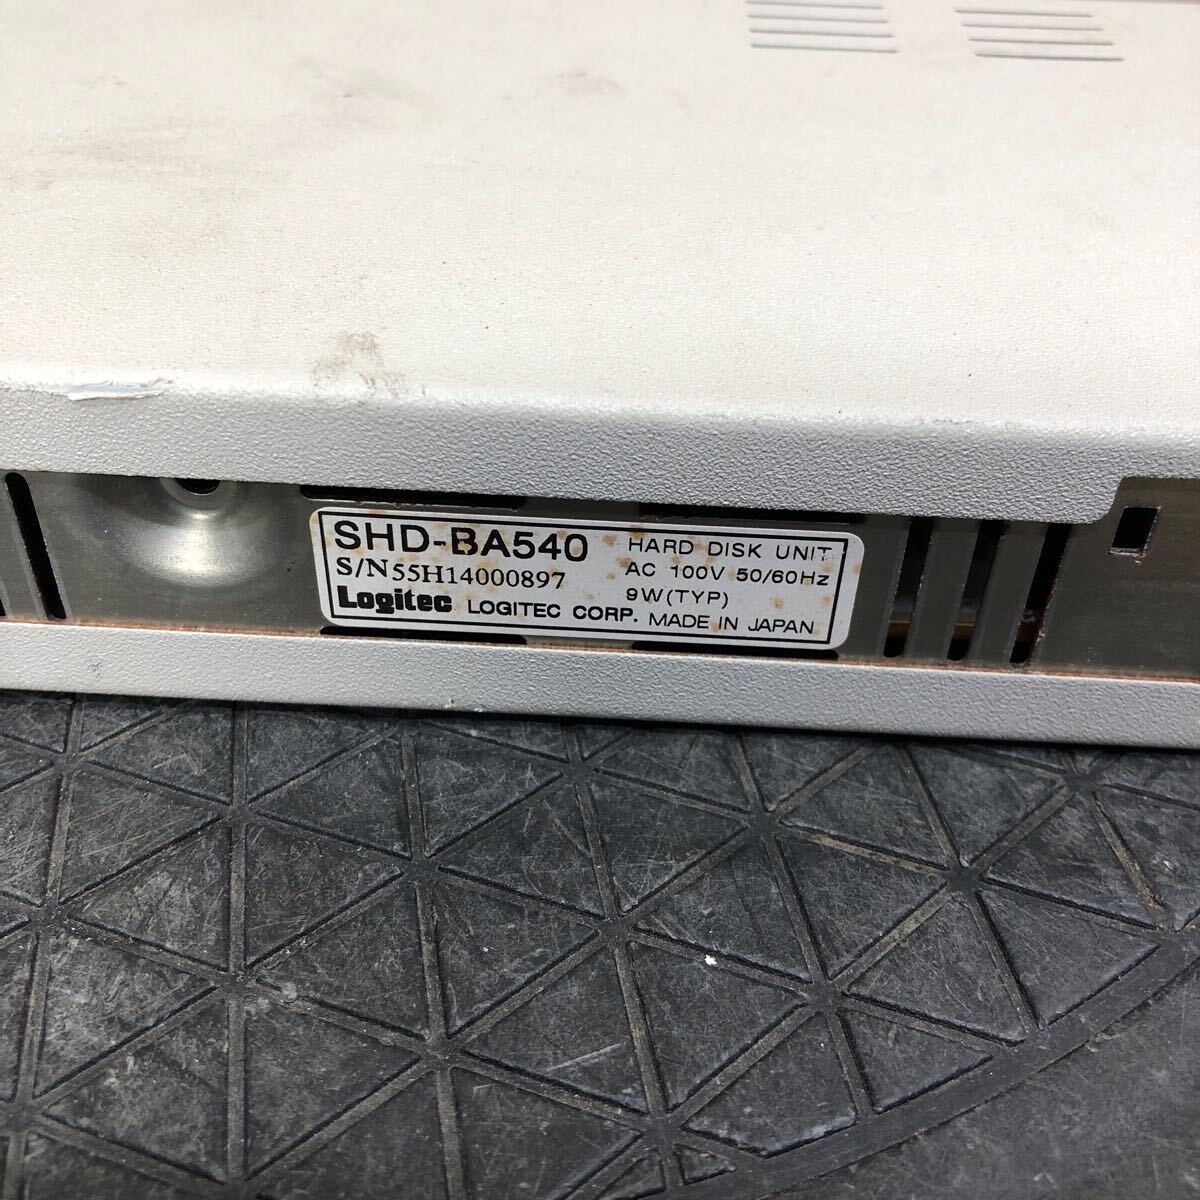 SHD-BA540
HARD DISK UNIT
S/N55H14000897
AC 100V 50/60Hz
9W(TYP)
Logitec LOGITEC CORP. MADE IN JAPAN